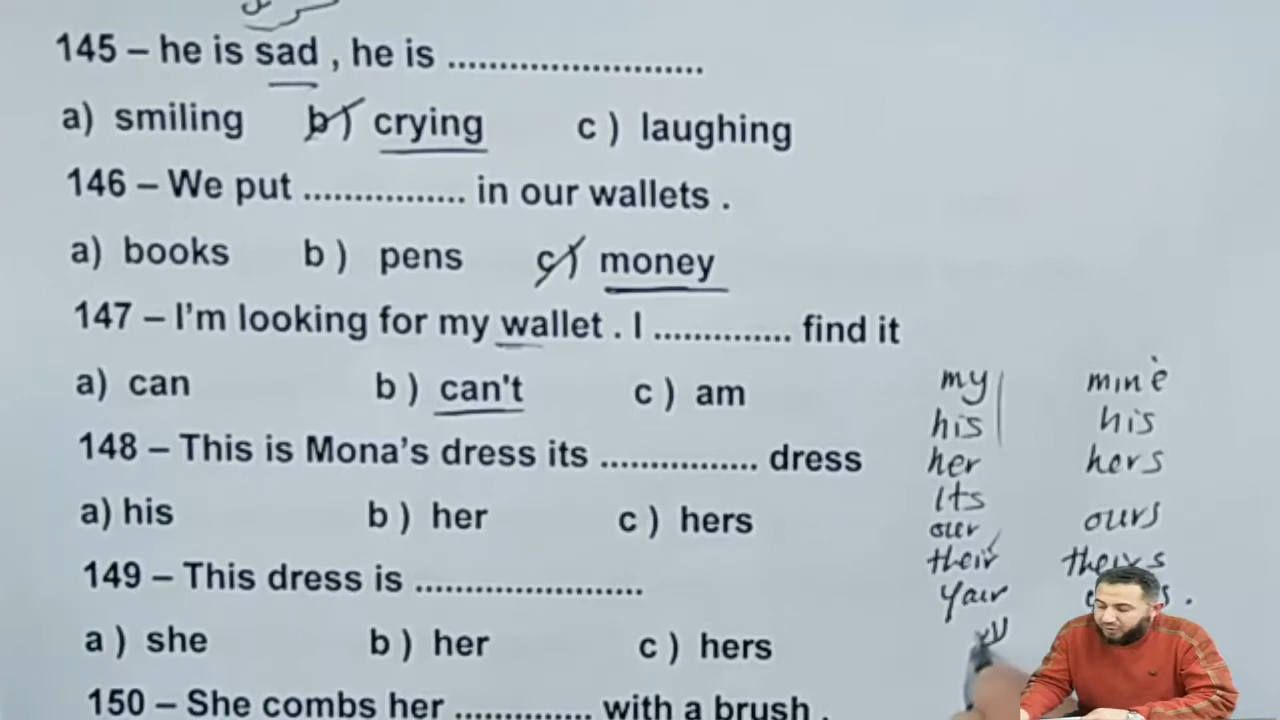 145 – he is sad , he is ..........................
a) smiling b) crying c ) laughing
146 – We put ................ in our wallets .
a) books b ) pens c) money
147 – I'm looking for my wallet . I .............. find it
a) can b ) can't c ) am
my mine
his his
148 – This is Mona's dress its ................ dress
her hers
Its
a) his b ) her c ) hers
our ours
their theirs
149 – This dress is .......................
your
a ) she b ) her c ) hers
150 – She combs her .............. with a brush .